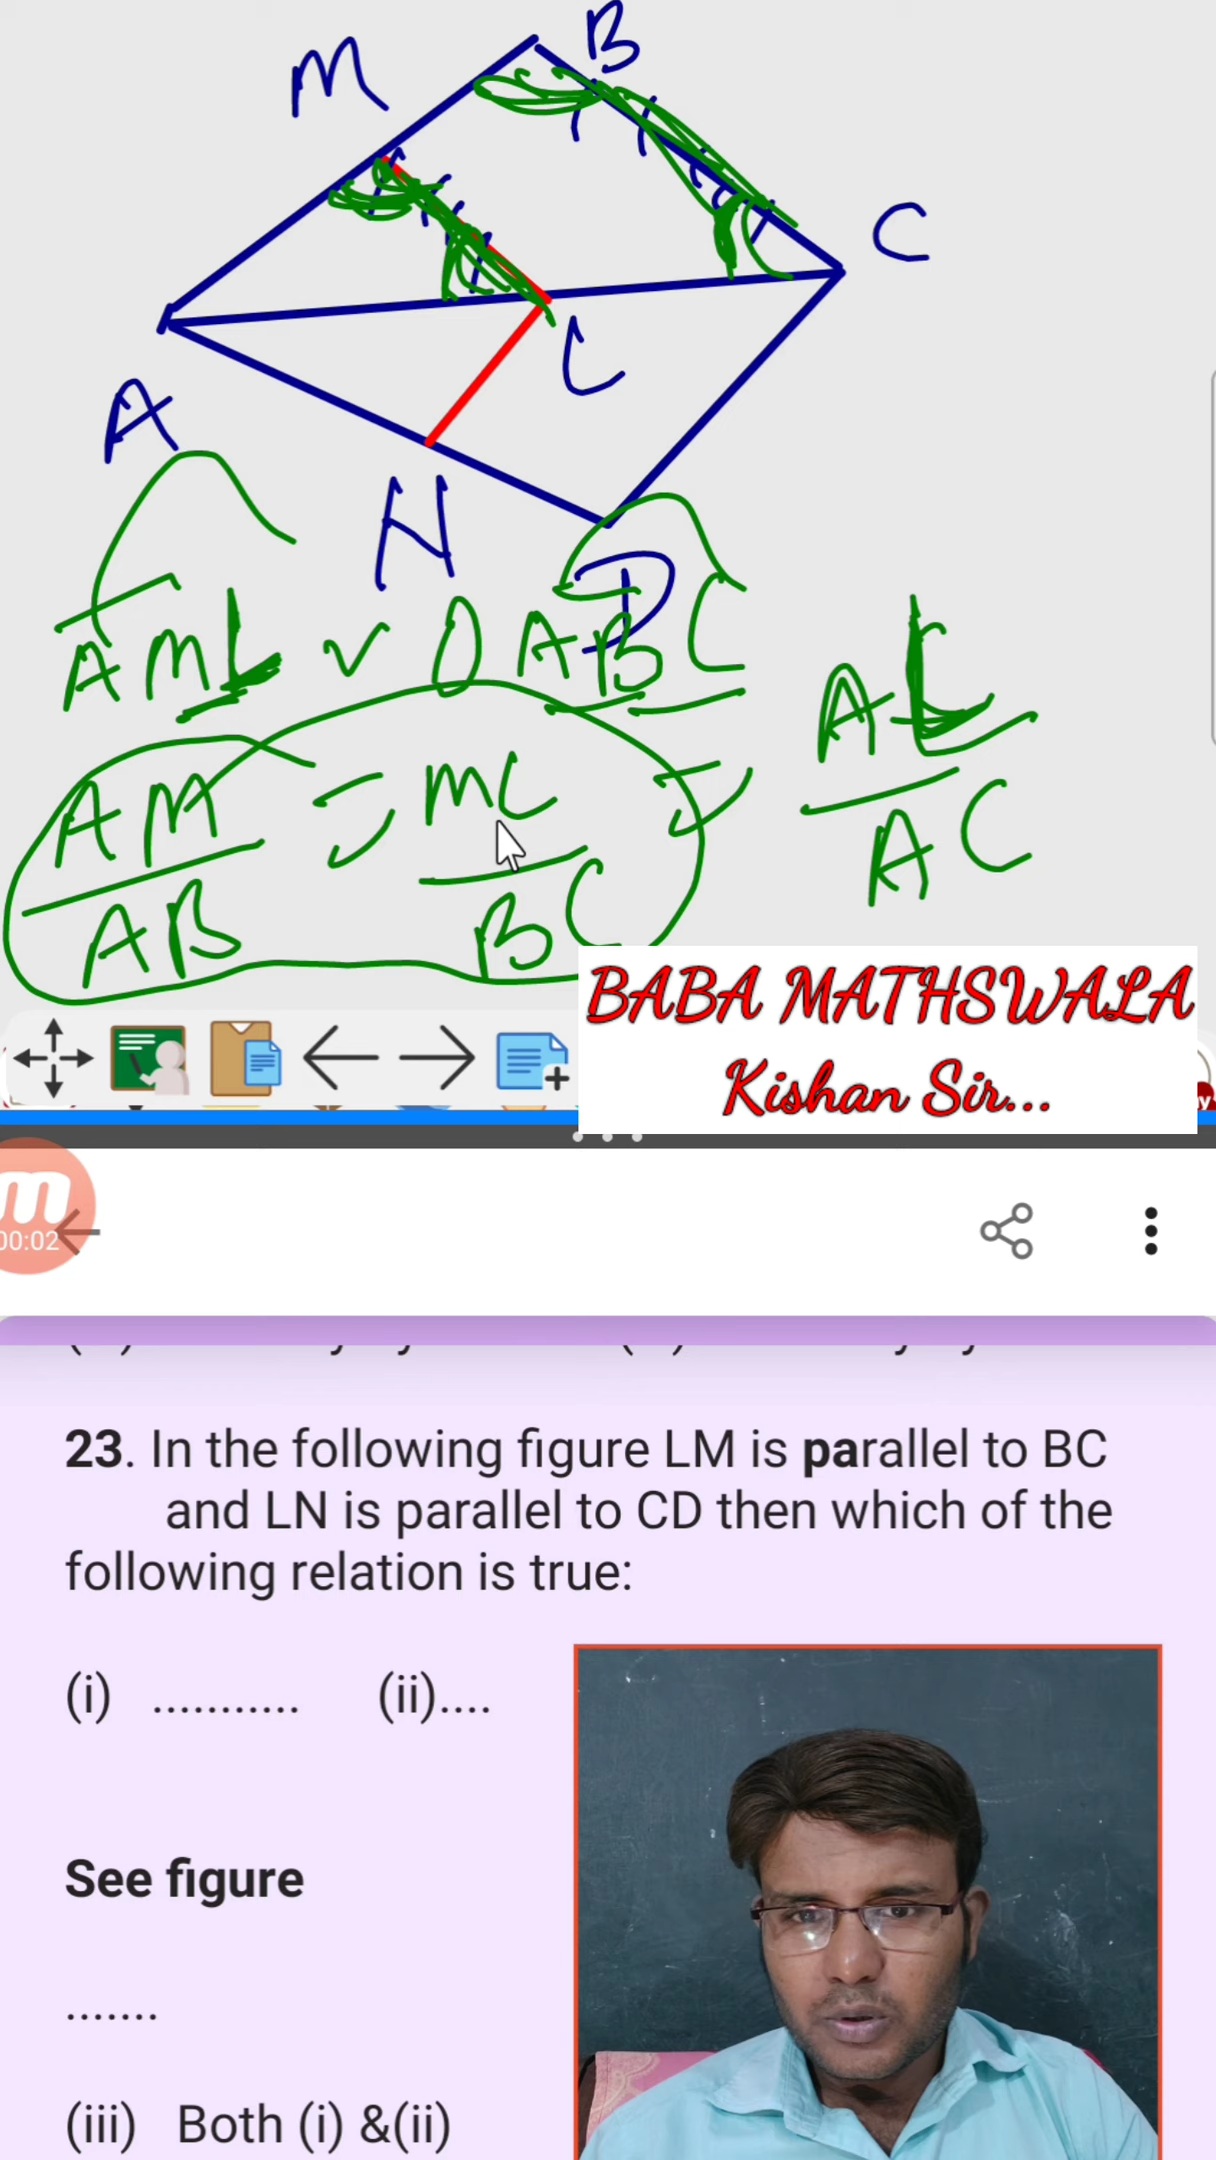 M
B
C
A
L
N
D
AML ~ Δ ABC
AM/AB = ML/BC = AL/AC
BABA MATHSWALA
Kishan Sir...
m
00:02
23. In the following figure LM is parallel to BC
and LN is parallel to CD then which of the
following relation is true:
(i) ........... (ii)....
See figure
.......
(iii) Both (i) &(ii)